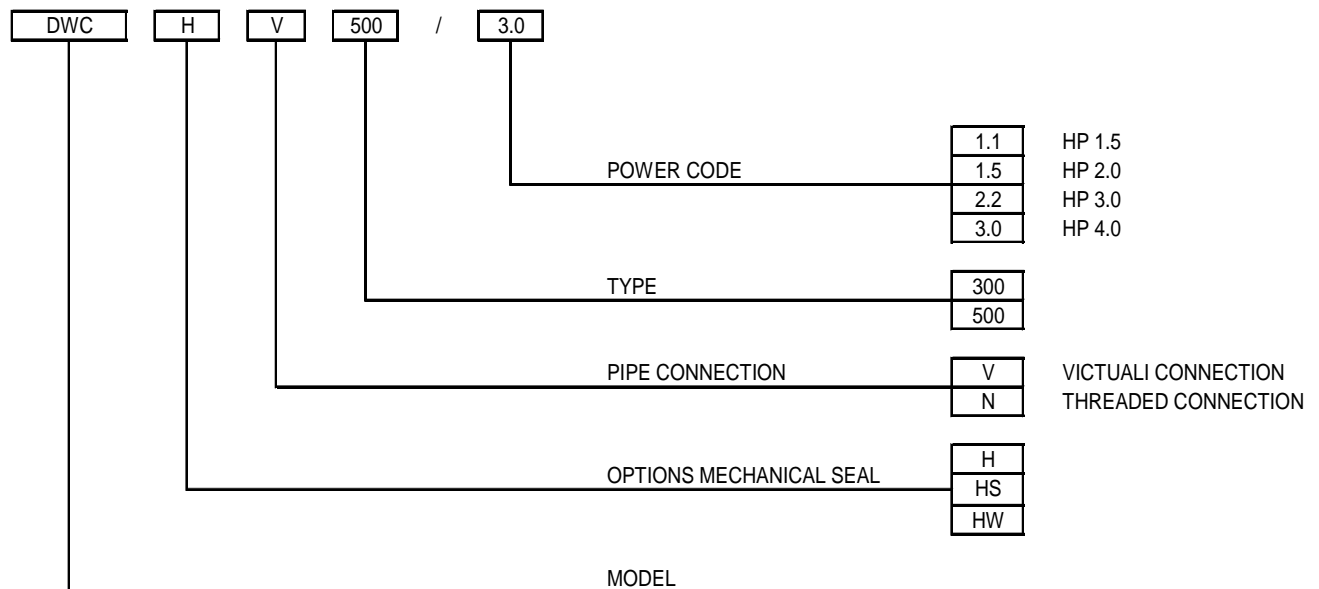 DWC H V 500 / 3.0
1.1 HP 1.5
POWER CODE 1.5 HP 2.0
2.2 HP 3.0
3.0 HP 4.0
TYPE 300
500
PIPE CONNECTION V VICTUALI CONNECTION
N THREADED CONNECTION
H
OPTIONS MECHANICAL SEAL HS
HW
MODEL